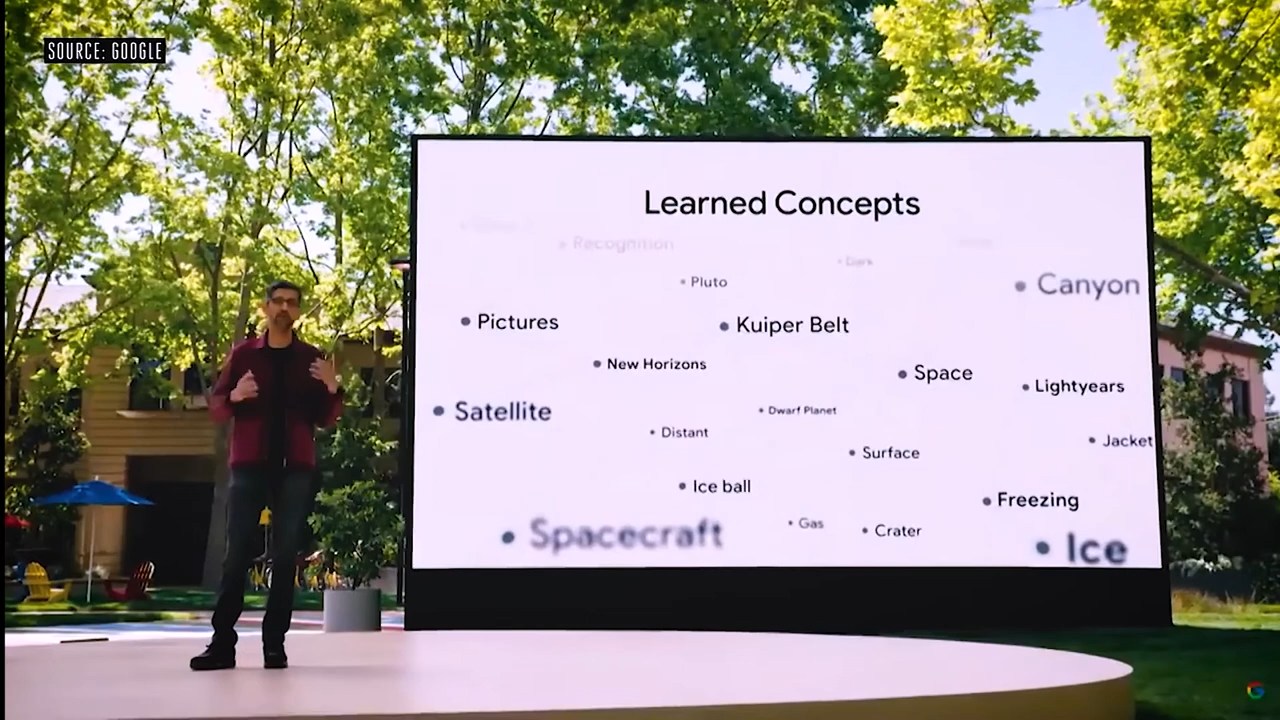 SOURCE: GOOGLE
Learned Concepts
Recognition
Dark
Pluto
Canyon
Pictures
Kuiper Belt
New Horizons
Space
Lightyears
Satellite
Dwarf Planet
Distant
Surface
Jacket
Ice ball
Freezing
Gas
Crater
Spacecraft
Ice